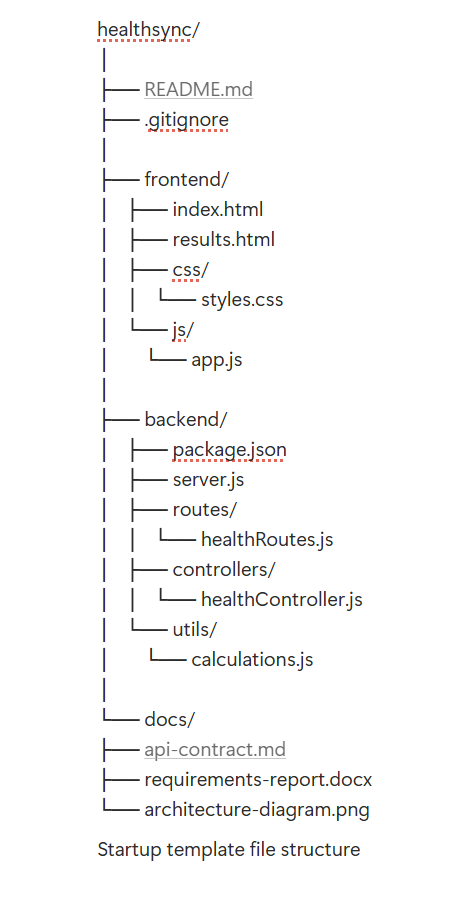 healthsync/
│
├── README.md
├── .gitignore
│
├── frontend/
│   ├── index.html
│   ├── results.html
│   ├── css/
│   │   └── styles.css
│   └── js/
│       └── app.js
│
├── backend/
│   ├── package.json
│   ├── server.js
│   ├── routes/
│   │   └── healthRoutes.js
│   ├── controllers/
│   │   └── healthController.js
│   └── utils/
│       └── calculations.js
│
└── docs/
├── api-contract.md
├── requirements-report.docx
└── architecture-diagram.png
Startup template file structure